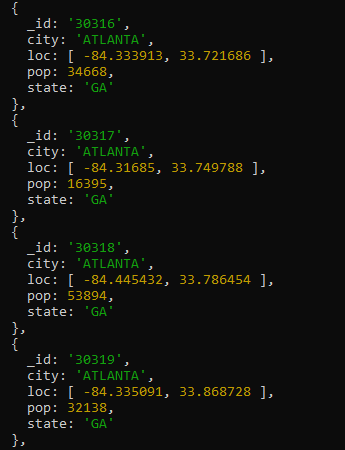 {
_id: '30316',
city: 'ATLANTA',
loc: [ -84.333913, 33.721686 ],
pop: 34668,
state: 'GA'
},
{
_id: '30317',
city: 'ATLANTA',
loc: [ -84.31685, 33.749788 ],
pop: 16395,
state: 'GA'
},
{
_id: '30318',
city: 'ATLANTA',
loc: [ -84.445432, 33.786454 ],
pop: 53894,
state: 'GA'
},
{
_id: '30319',
city: 'ATLANTA',
loc: [ -84.335091, 33.868728 ],
pop: 32138,
state: 'GA'
},